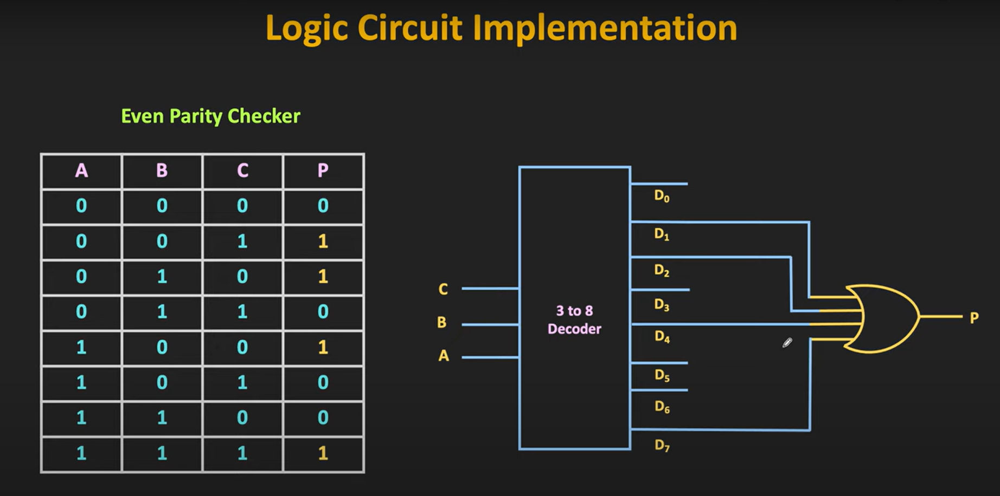 Logic Circuit Implementation
Even Parity Checker
A B C P
0 0 0 0
0 0 1 1
0 1 0 1
0 1 1 0
1 0 0 1
1 0 1 0
1 1 0 0
1 1 1 1
C
B
A
3 to 8
Decoder
D₀
D₁
D₂
D₃
D₄
D₅
D₆
D₇
P